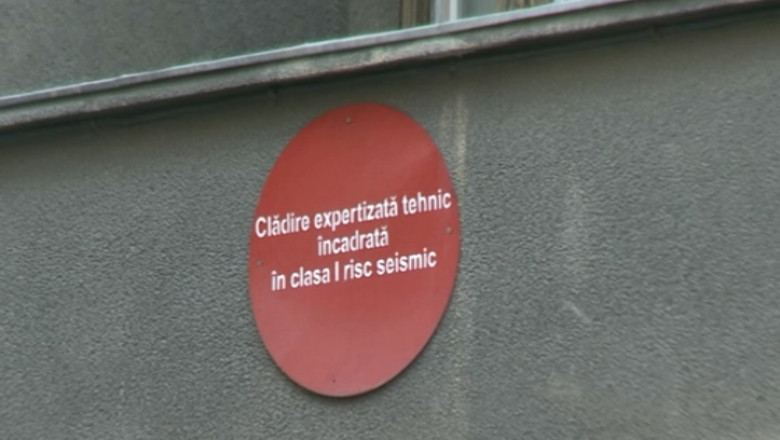 Clădire expertizată tehnic
încadrată
în clasa I risc seismic